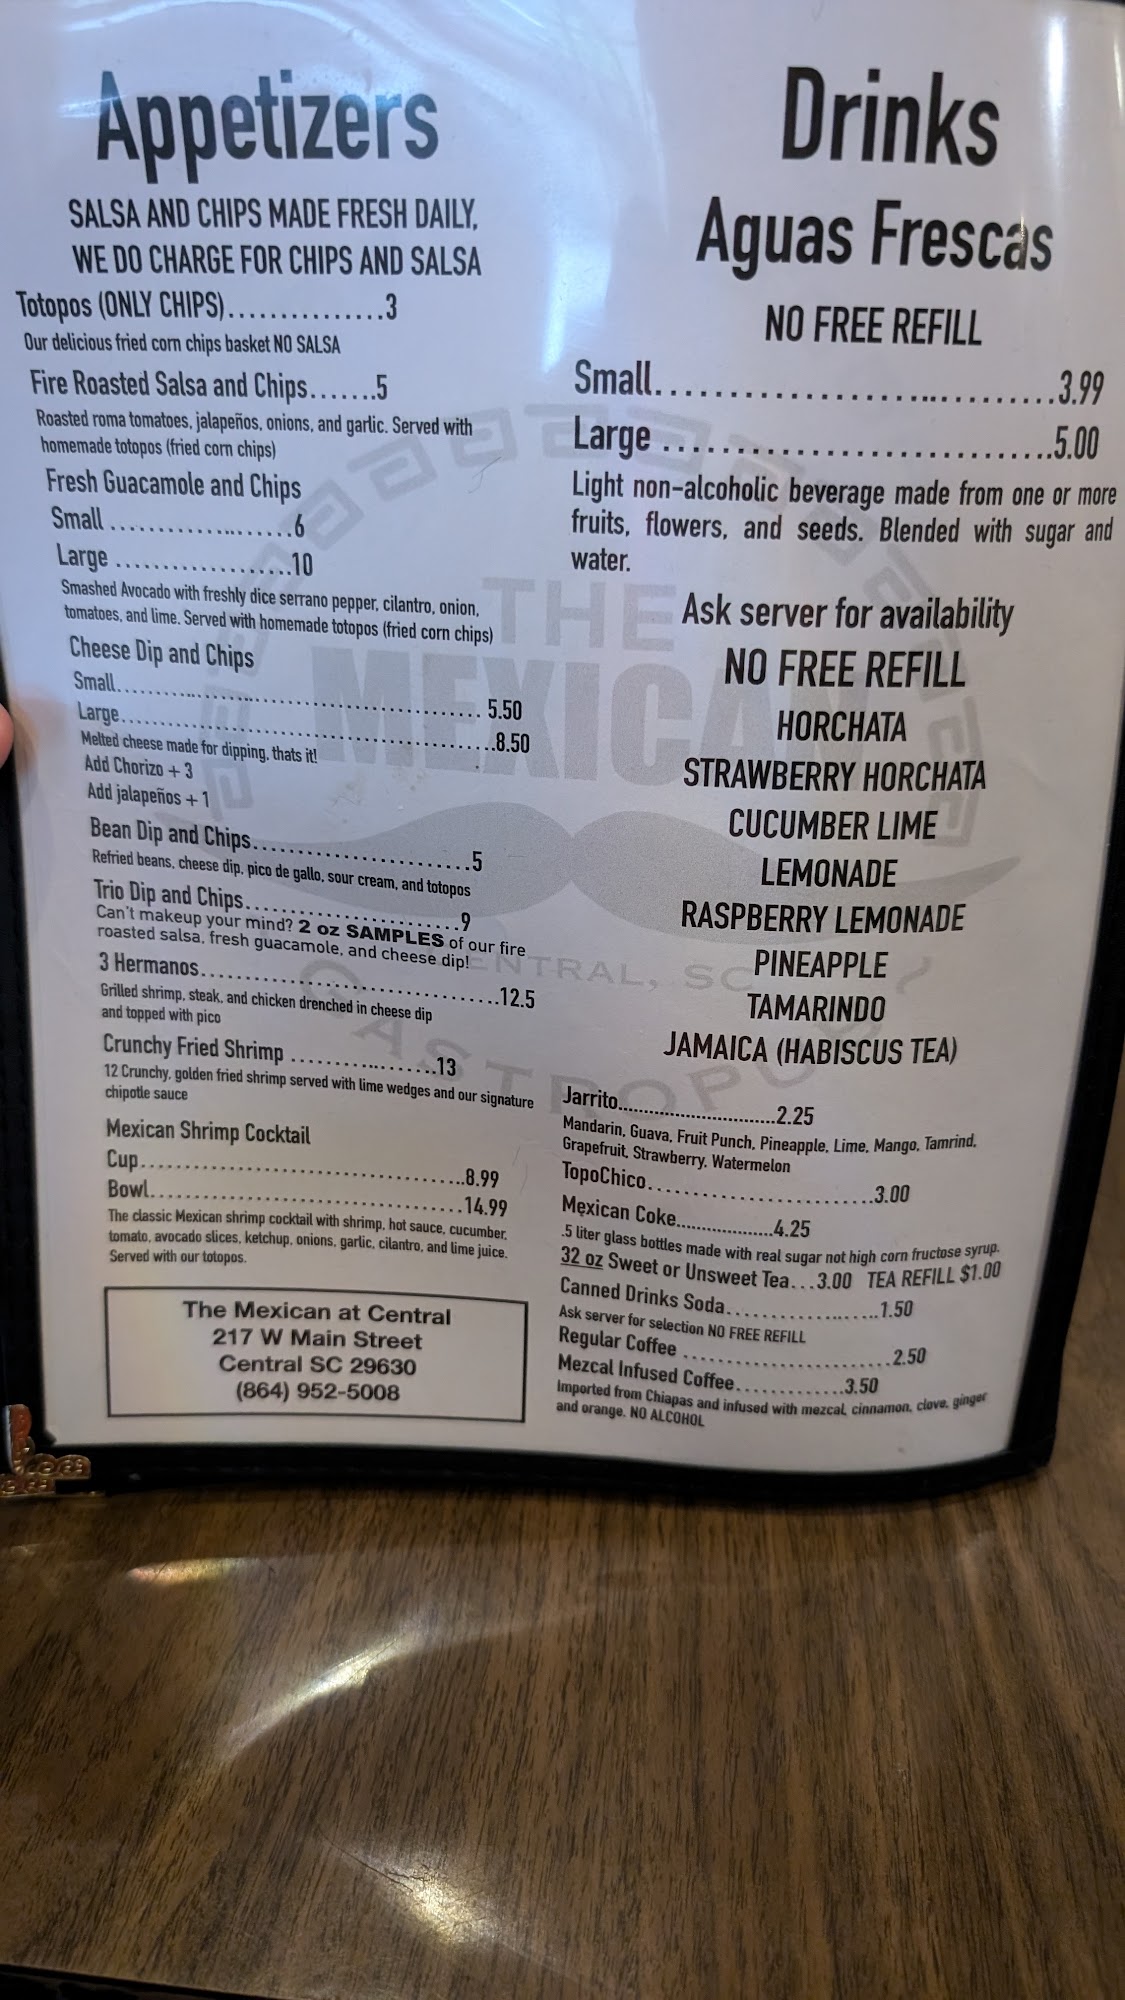 Appetizers
SALSA AND CHIPS MADE FRESH DAILY,
WE DO CHARGE FOR CHIPS AND SALSA
Totopos (ONLY CHIPS)...............3
Our delicious fried corn chips basket NO SALSA
Fire Roasted Salsa and Chips.......5
Roasted roma tomatoes, jalapeños, onions, and garlic. Served with
homemade totopos (fried corn chips)
Fresh Guacamole and Chips
Small ....................6
Large ....................10
Smashed Avocado with freshly dice serrano pepper, cilantro, onion,
tomatoes, and lime. Served with homemade totopos (fried corn chips)
Cheese Dip and Chips
Small........................................ 5.50
Large........................................8.50
Melted cheese made for dipping, thats it!
Add Chorizo + 3
Add jalapeños + 1
Bean Dip and Chips........................5
Refried beans, cheese dip, pico de gallo, sour cream, and totopos
Trio Dip and Chips........................9
Can't makeup your mind? 2 oz SAMPLES of our fire
roasted salsa, fresh guacamole, and cheese dip!
3 Hermanos................................12.5
Grilled shrimp, steak, and chicken drenched in cheese dip
and topped with pico
Crunchy Fried Shrimp ................13
12 Crunchy, golden fried shrimp served with lime wedges and our signature
chipotle sauce
Mexican Shrimp Cocktail
Cup..................................8.99
Bowl.................................14.99
The classic Mexican shrimp cocktail with shrimp, hot sauce, cucumber,
tomato, avocado slices, ketchup, onions, garlic, cilantro, and lime juice.
Served with our totopos.
The Mexican at Central
217 W Main Street
Central SC 29630
(864) 952-5008
Drinks
Aguas Frescas
NO FREE REFILL
Small..................................3.99
Large ..................................5.00
Light non-alcoholic beverage made from one or more
fruits, flowers, and seeds. Blended with sugar and
water.
Ask server for availability
NO FREE REFILL
HORCHATA
STRAWBERRY HORCHATA
CUCUMBER LIME
LEMONADE
RASPBERRY LEMONADE
PINEAPPLE
TAMARINDO
JAMAICA (HABISCUS TEA)
Jarrito..............................2.25
Mandarin, Guava, Fruit Punch, Pineapple, Lime, Mango, Tamrind,
Grapefruit, Strawberry, Watermelon
TopoChico........................3.00
Mexican Coke..................4.25
.5 liter glass bottles made with real sugar not high corn fructose syrup.
32 oz Sweet or Unsweet Tea...3.00 TEA REFILL $1.00
Canned Drinks Soda..................1.50
Ask server for selection NO FREE REFILL
Regular Coffee ......................2.50
Mezcal Infused Coffee.............3.50
Imported from Chiapas and infused with mezcal, cinnamon, clove, ginger
and orange. NO ALCOHOL
THE
MEXICAN
CENTRAL, SC
GASTROPUB